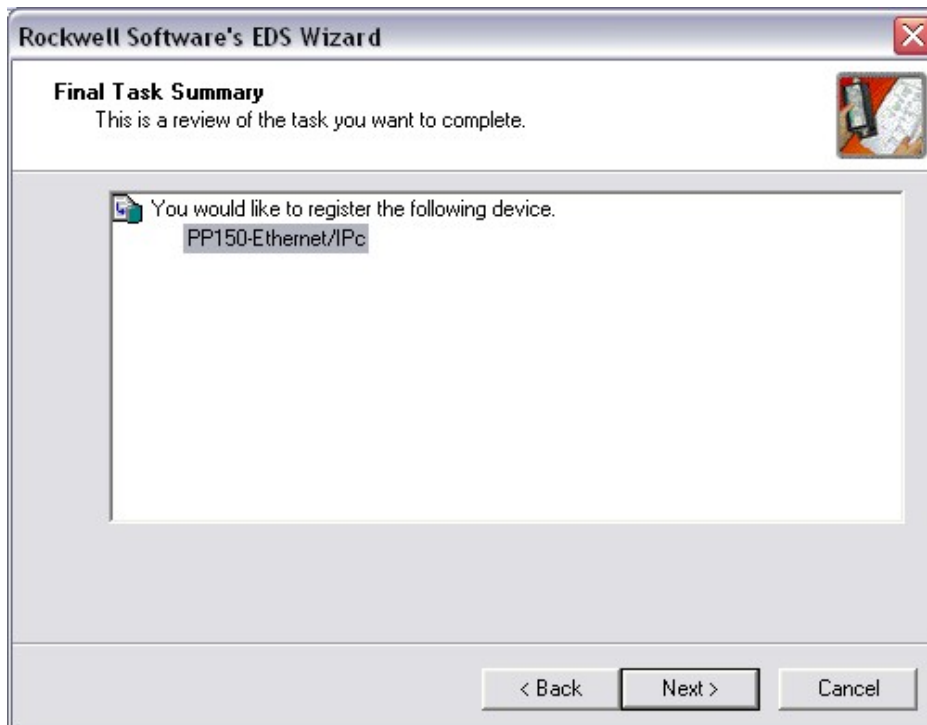 Rockwell Software's EDS Wizard
Final Task Summary
This is a review of the task you want to complete.
You would like to register the following device.
PP150-Ethernet/IPc
< Back
Next >
Cancel